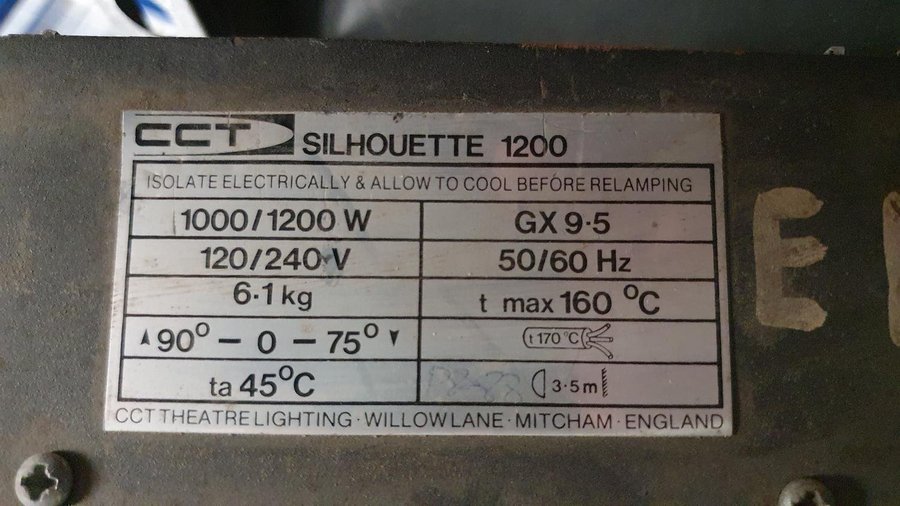 CCT SILHOUETTE 1200
ISOLATE ELECTRICALLY & ALLOW TO COOL BEFORE RELAMPING
1000/1200 W GX 9·5
120/240 V 50/60 Hz
6·1 kg t max 160 °C
90° – 0 – 75° t 170 °C
ta 45°C 3·5 m
CCT THEATRE LIGHTING · WILLOW LANE · MITCHAM · ENGLAND
E